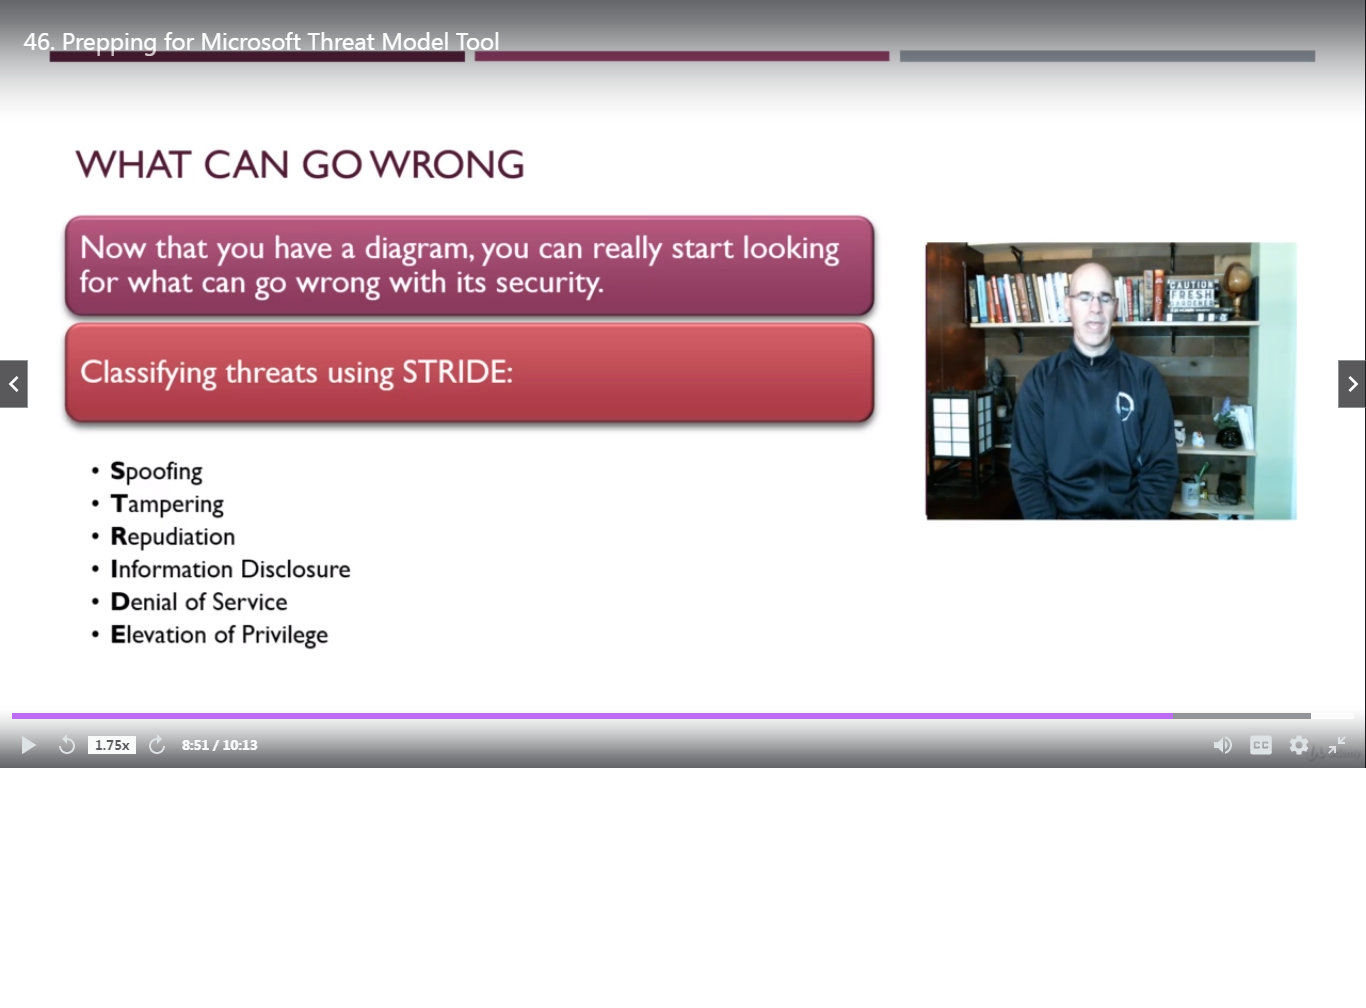 46. Prepping for Microsoft Threat Model Tool
WHAT CAN GO WRONG
Now that you have a diagram, you can really start looking
for what can go wrong with its security.
Classifying threats using STRIDE:
• Spoofing
• Tampering
• Repudiation
• Information Disclosure
• Denial of Service
• Elevation of Privilege
CAUTION
FRESH
GARDENER
1.75x
8:51 / 10:13
CC